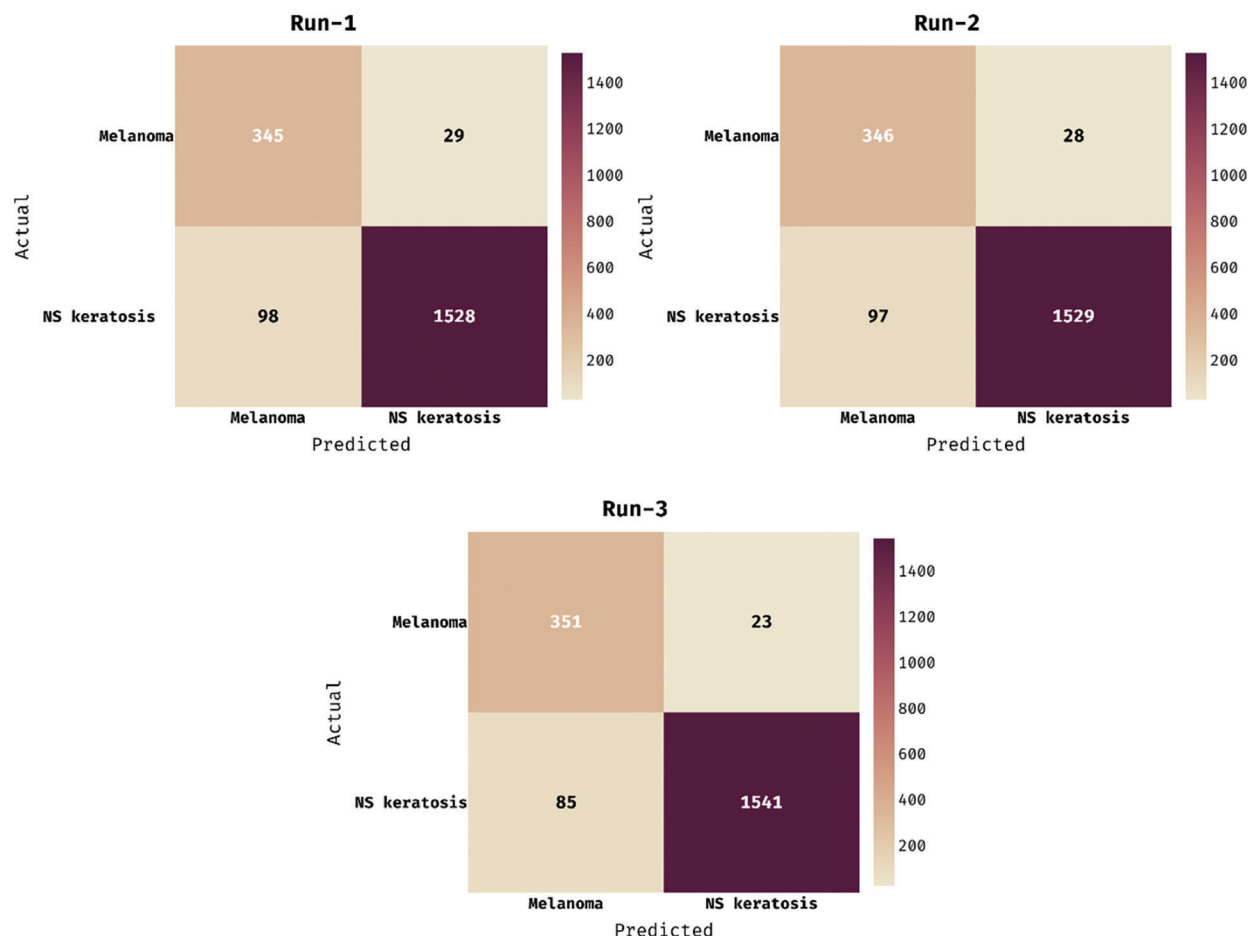 Run-1
Actual
Melanoma
345
29
NS keratosis
98
1528
Melanoma
NS keratosis
Predicted
1400
1200
1000
800
600
400
200
Run-2
Actual
Melanoma
346
28
NS keratosis
97
1529
Melanoma
NS keratosis
Predicted
1400
1200
1000
800
600
400
200
Run-3
Actual
Melanoma
351
23
NS keratosis
85
1541
Melanoma
NS keratosis
Predicted
1400
1200
1000
800
600
400
200